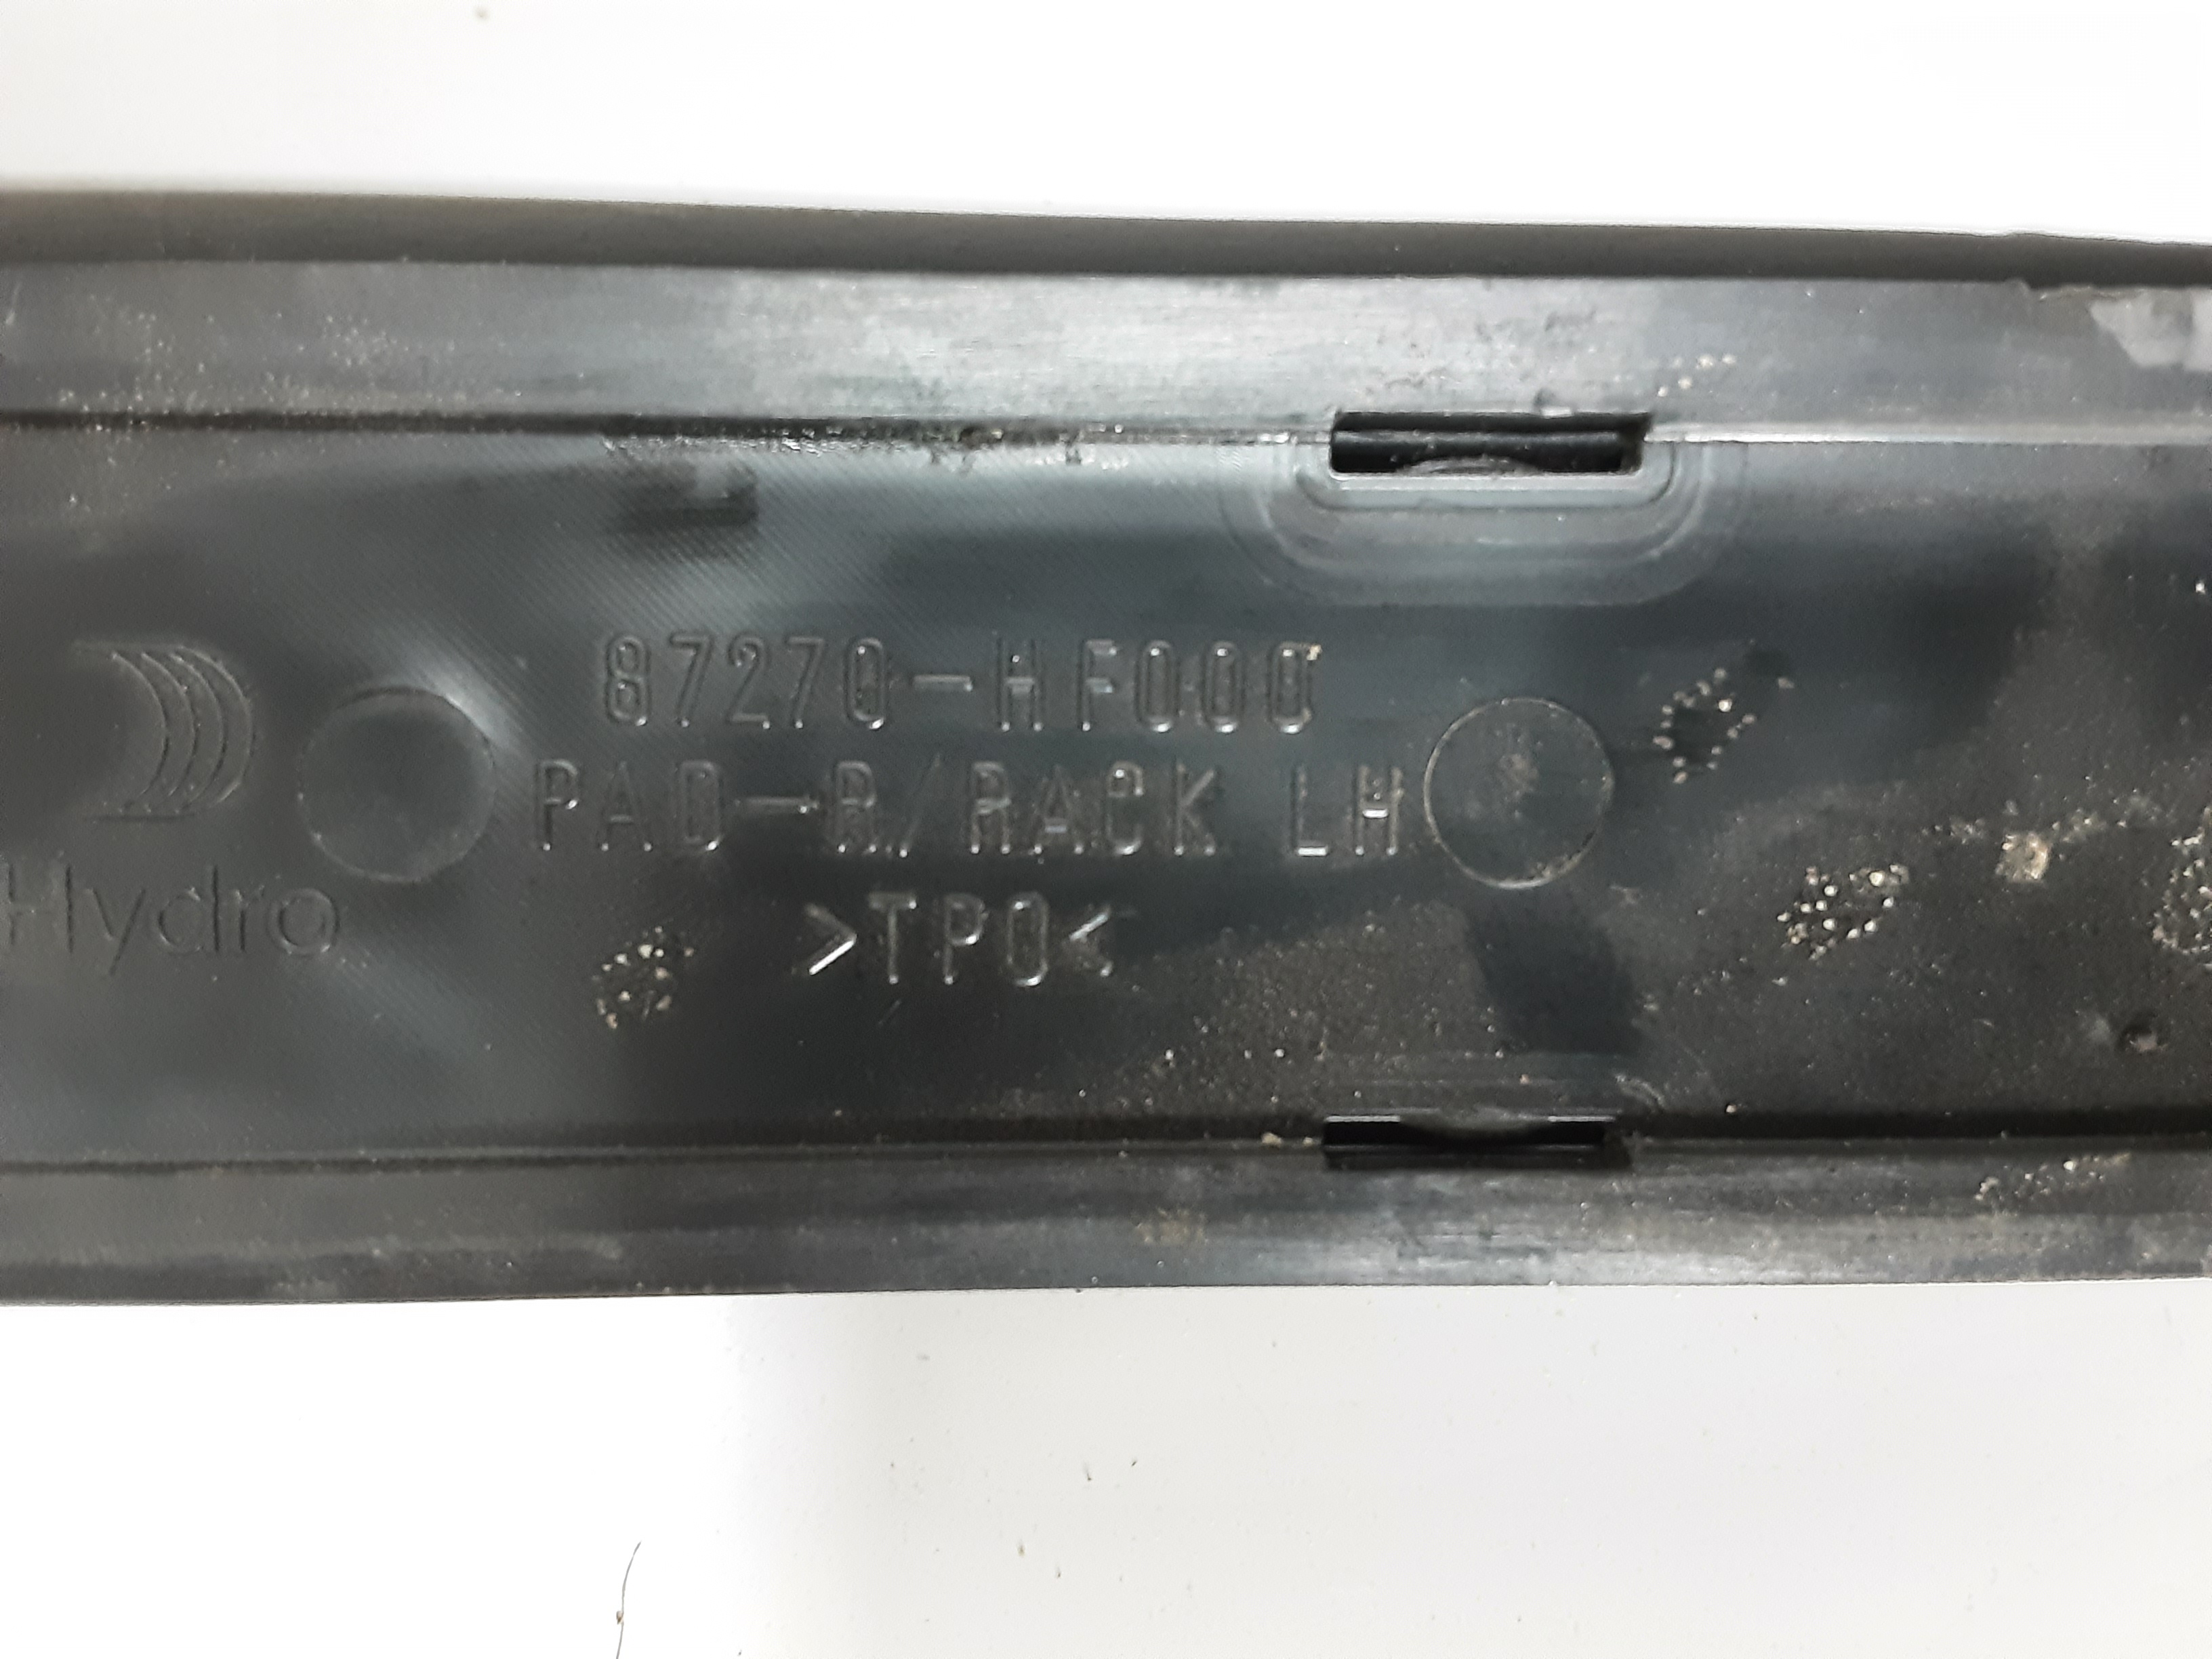 87270-HF000
PAD-R/RACK LH
>TPO<
Hydro